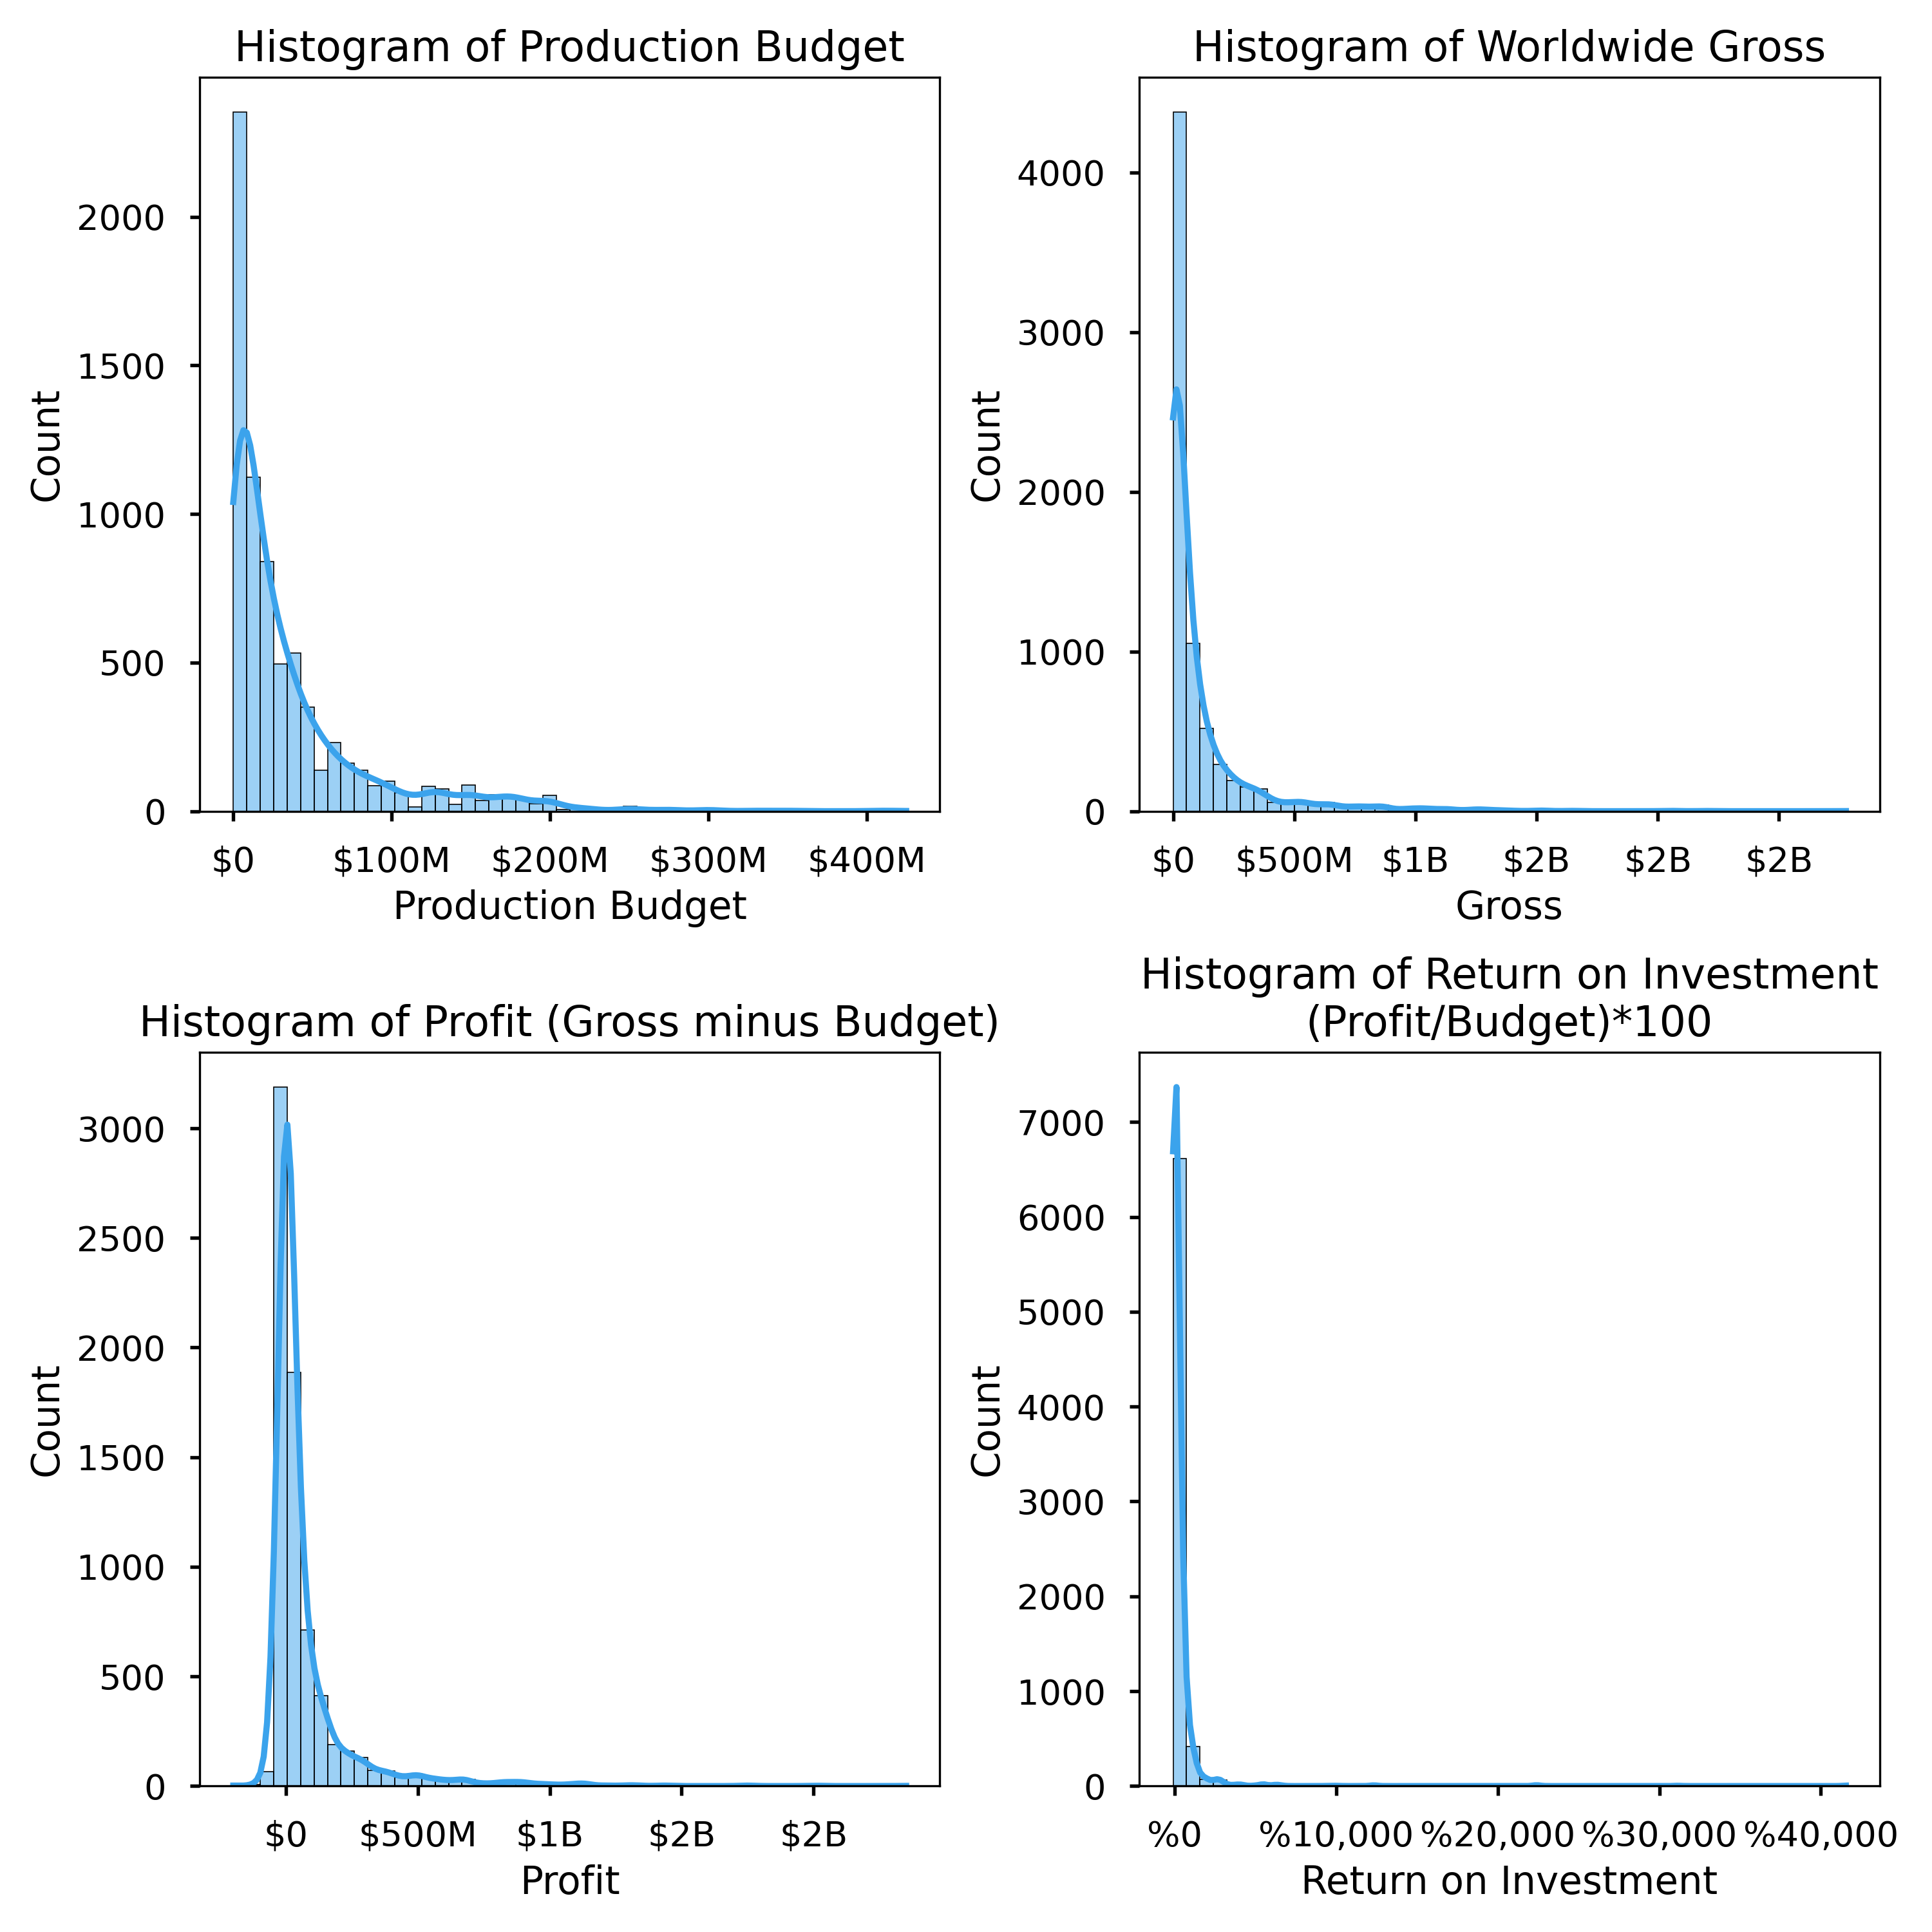 Histogram of Production Budget
Count
2000
1500
1000
500
0
$0 $100M $200M $300M $400M
Production Budget
Histogram of Worldwide Gross
Count
4000
3000
2000
1000
0
$0 $500M $1B $2B $2B $2B
Gross
Histogram of Profit (Gross minus Budget)
Count
3000
2500
2000
1500
1000
500
0
$0 $500M $1B $2B $2B
Profit
Histogram of Return on Investment
(Profit/Budget)*100
Count
7000
6000
5000
4000
3000
2000
1000
0
%0 %10,000 %20,000 %30,000 %40,000
Return on Investment